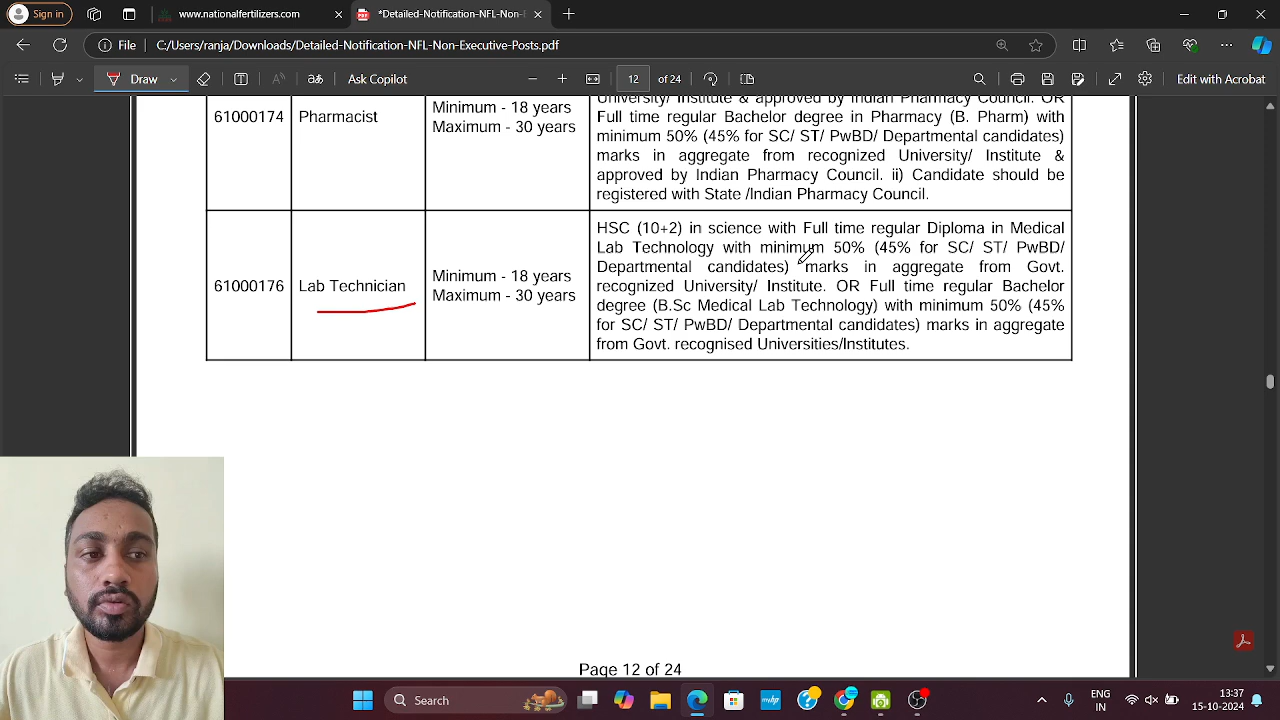 Sign in
www.nationalfertilizers.com
*Detailed-Notification-NFL-Non-E
File
C:/Users/ranja/Downloads/Detailed-Notification-NFL-Non-Executive-Posts.pdf
Draw
Ask Copilot
12 of 24
Edit with Acrobat
61000174
Pharmacist
Minimum - 18 years
Maximum - 30 years
University/ Institute & approved by Indian Pharmacy Council. OR
Full time regular Bachelor degree in Pharmacy (B. Pharm) with
minimum 50% (45% for SC/ ST/ PwBD/ Departmental candidates)
marks in aggregate from recognized University/ Institute &
approved by Indian Pharmacy Council. ii) Candidate should be
registered with State /Indian Pharmacy Council.
61000176
Lab Technician
Minimum - 18 years
Maximum - 30 years
HSC (10+2) in science with Full time regular Diploma in Medical
Lab Technology with minimum 50% (45% for SC/ ST/ PwBD/
Departmental candidates) marks in aggregate from Govt.
recognized University/ Institute. OR Full time regular Bachelor
degree (B.Sc Medical Lab Technology) with minimum 50% (45%
for SC/ ST/ PwBD/ Departmental candidates) marks in aggregate
from Govt. recognised Universities/Institutes.
Page 12 of 24
Search
ENG
IN
13:37
15-10-2024